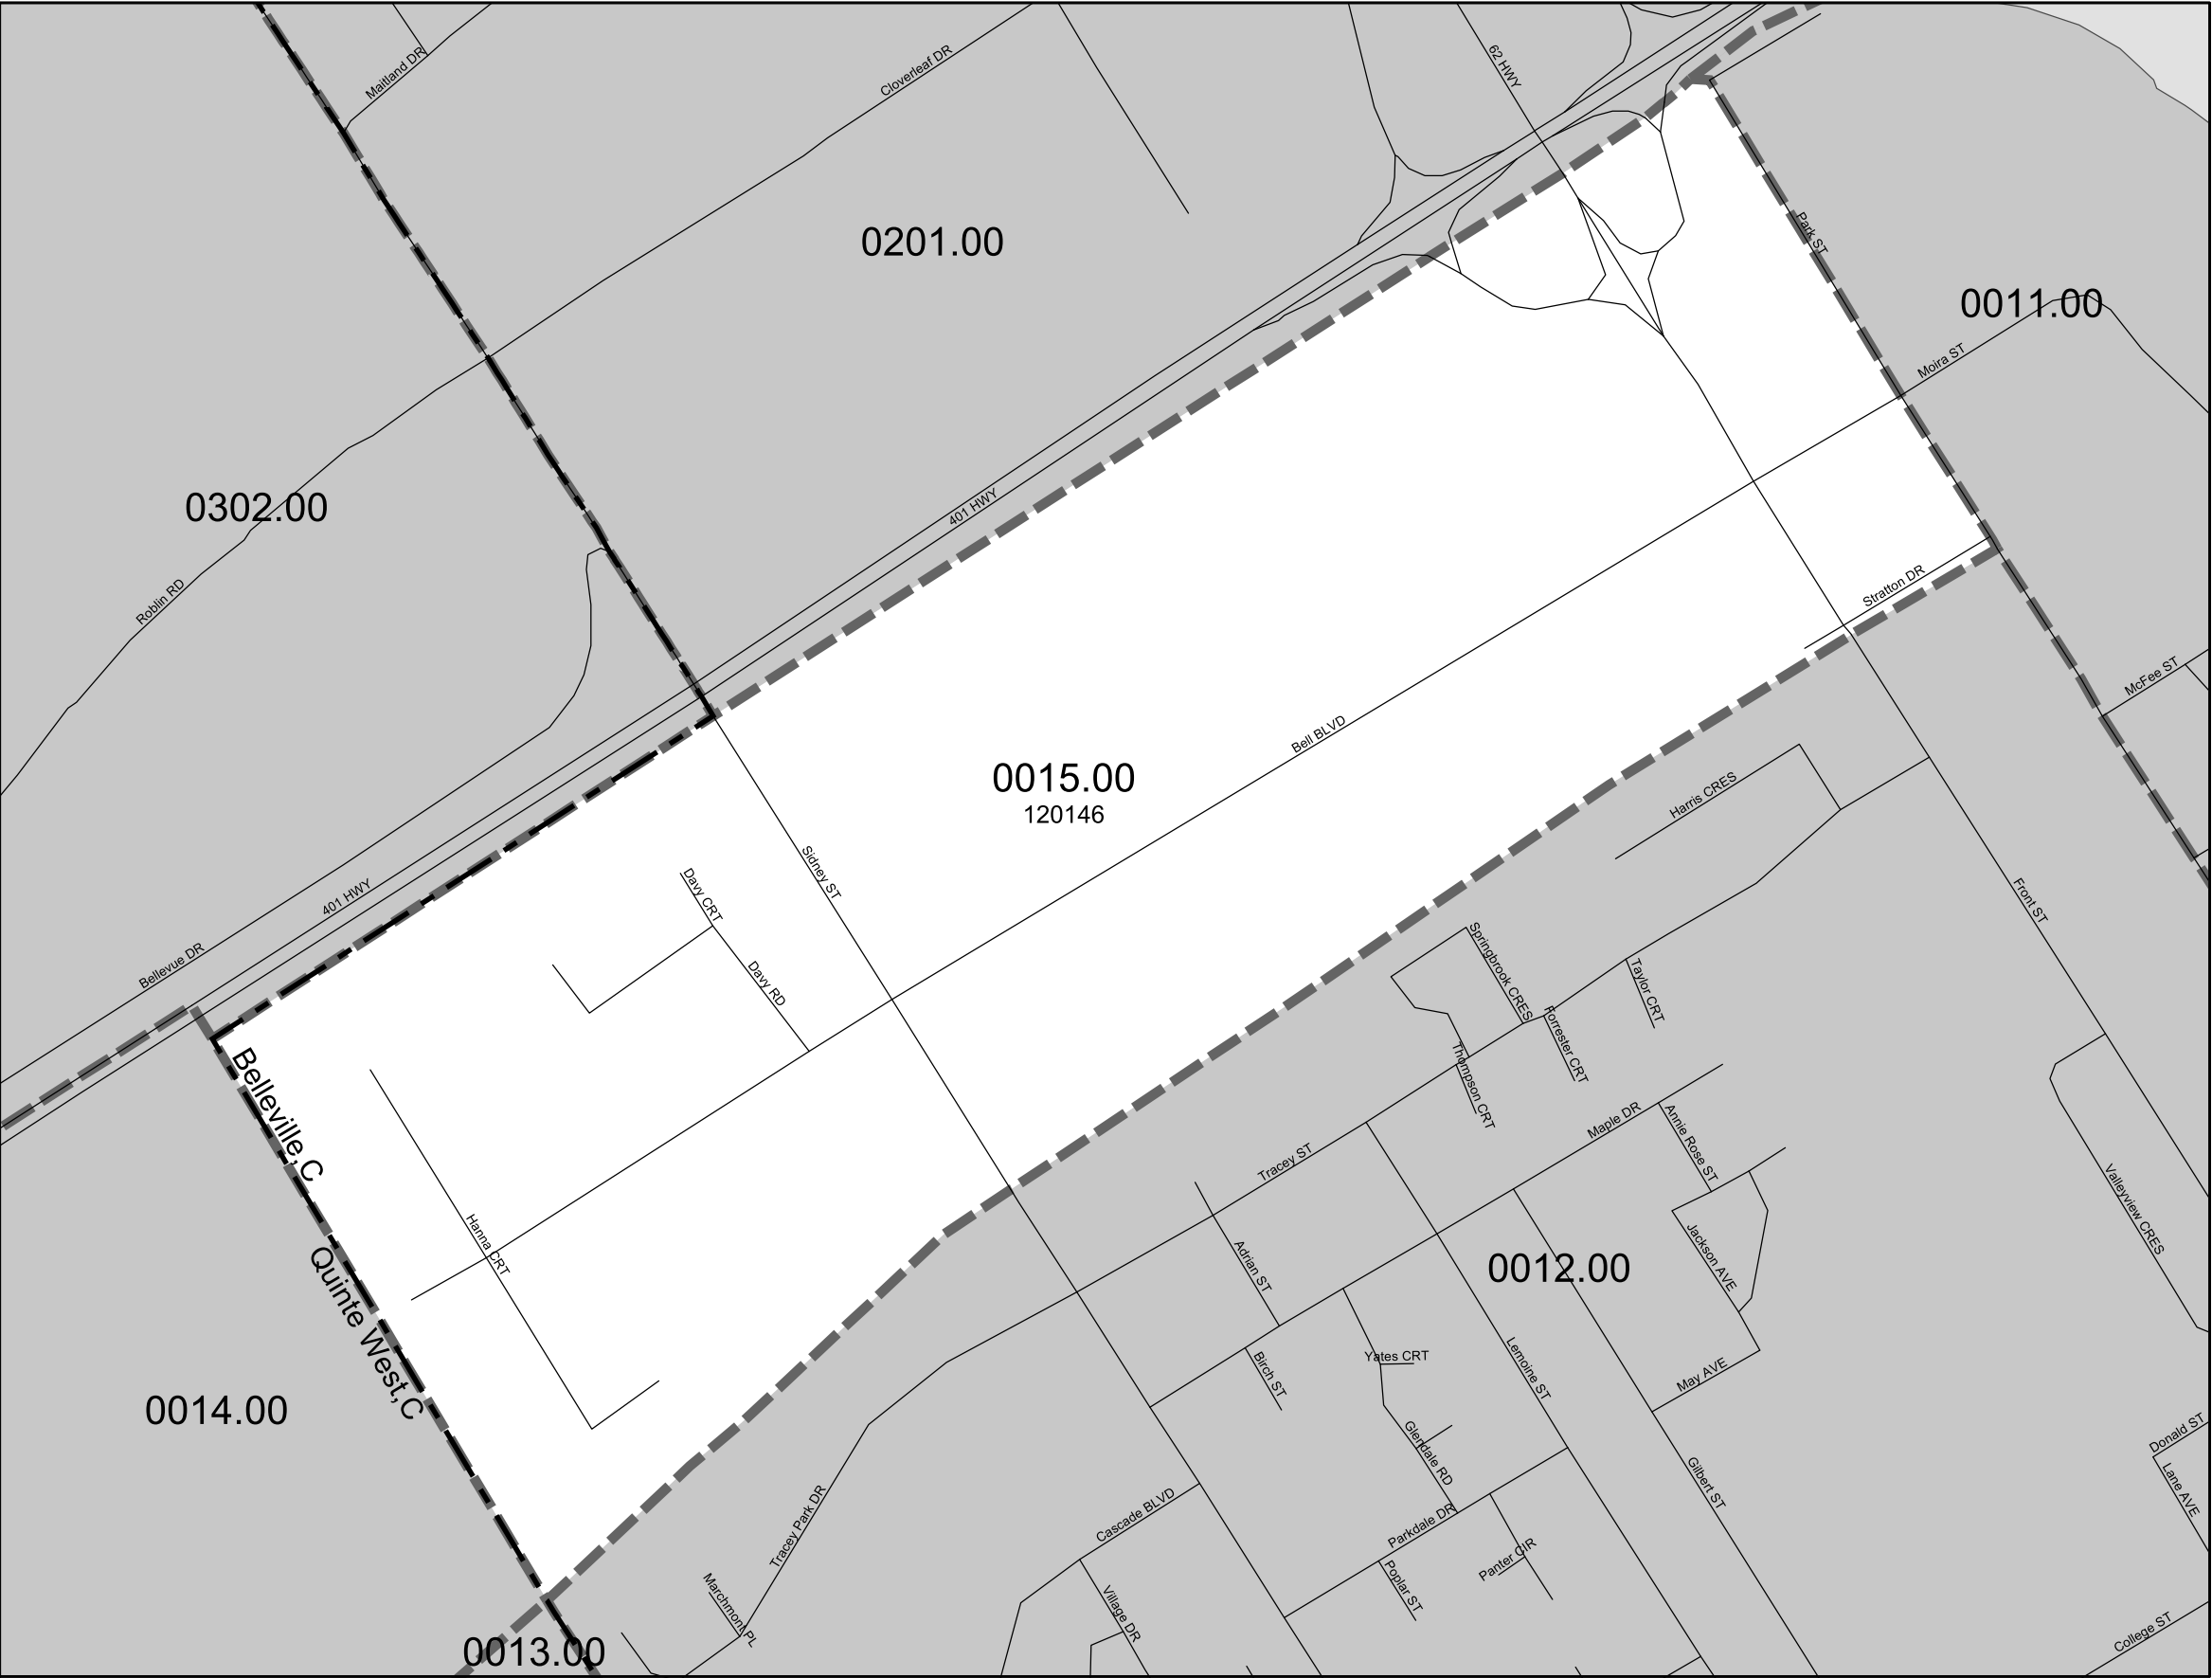 62 HWY
Maitland DR
Cloverleaf DR
Park ST
0201.00
0011.00
Moira ST
401 HWY
0302.00
Roblin RD
Stratton DR
McFee ST
Bell BLVD
0015.00
120146
Harris CRES
Sidney ST
Davy CRT
401 HWY
Front ST
Bellevue DR
Davy RD
Springbrook CRES
Taylor CRT
Forrester CRT
Thompson CRT
Belleville,C
Maple DR
Annie Rose ST
Tracey ST
Valleyview CRES
Hanna CRT
Adrian ST
Jackson AVE
0012.00
Quinte West,C
Yates CRT
Lemoine ST
Birch ST
May AVE
0014.00
Glendale RD
Donald ST
Gilbert ST
Lane AVE
Cascade BLVD
Tracey Park DR
Parkdale DR
Panter CIR
Poplar ST
Marchmont PL
Village DR
College ST
0013.00